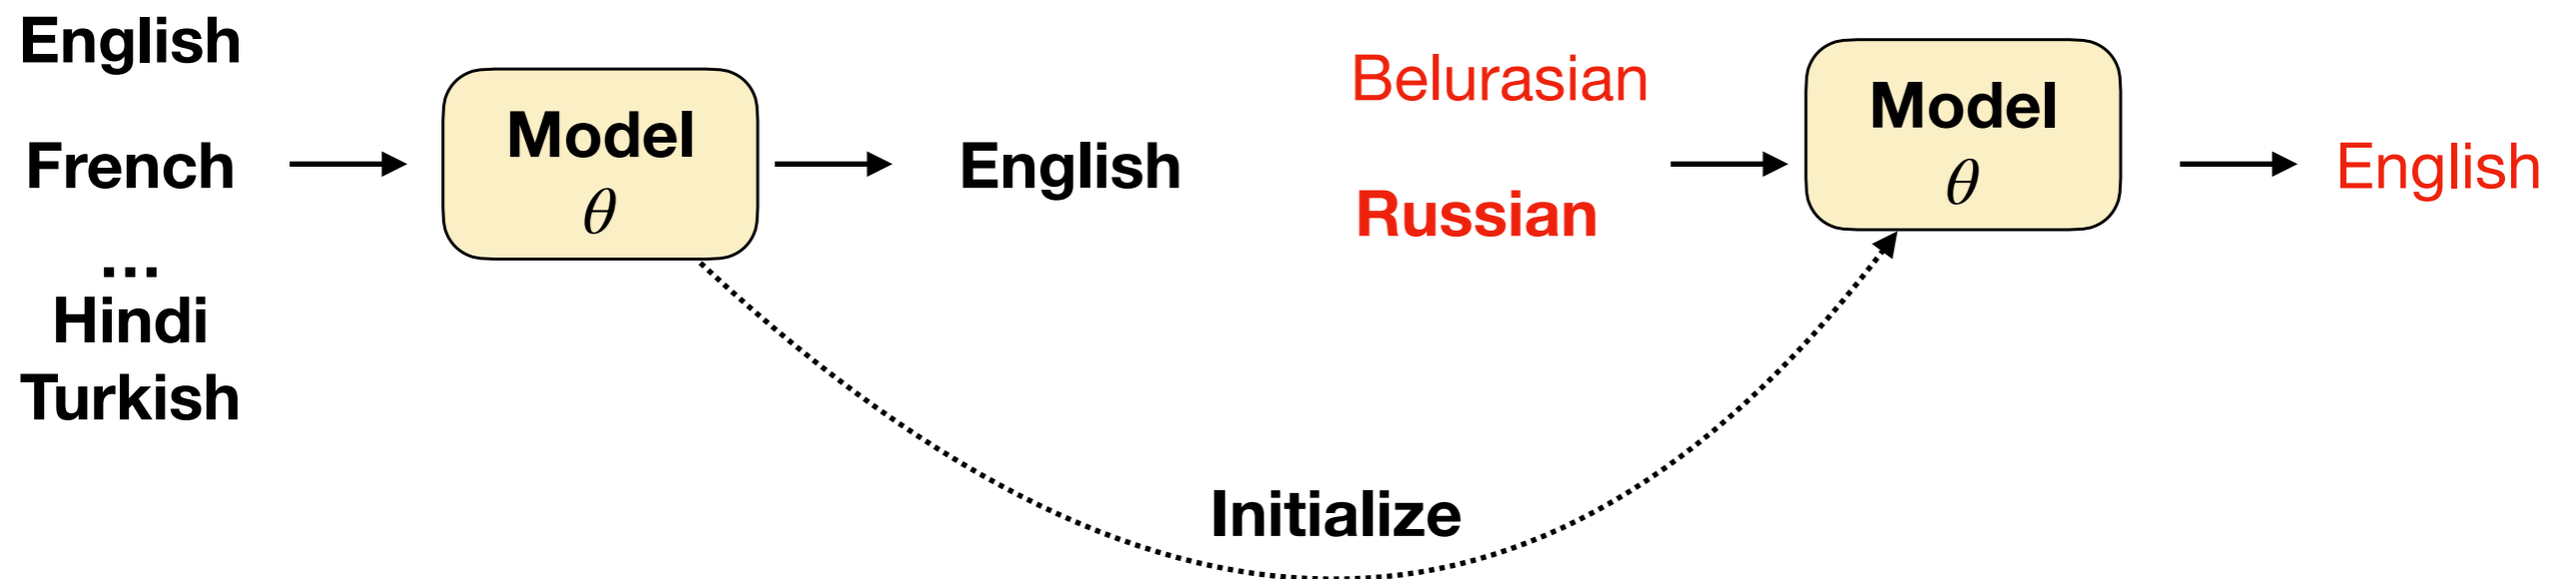 English
French
...
Hindi
Turkish
Model
θ
English
Belurasian
Russian
Model
θ
English
Initialize